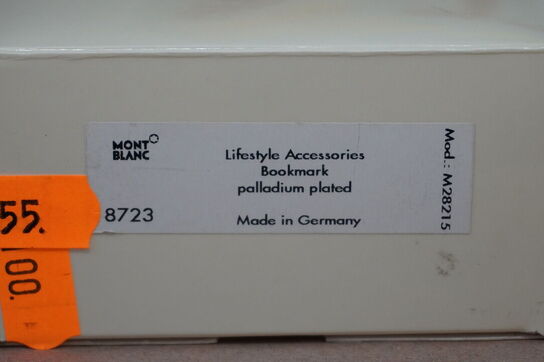 MONT
BLANC
Lifestyle Accessories
Bookmark
palladium plated
8723
Made in Germany
Mod.: M28215
55.
00.